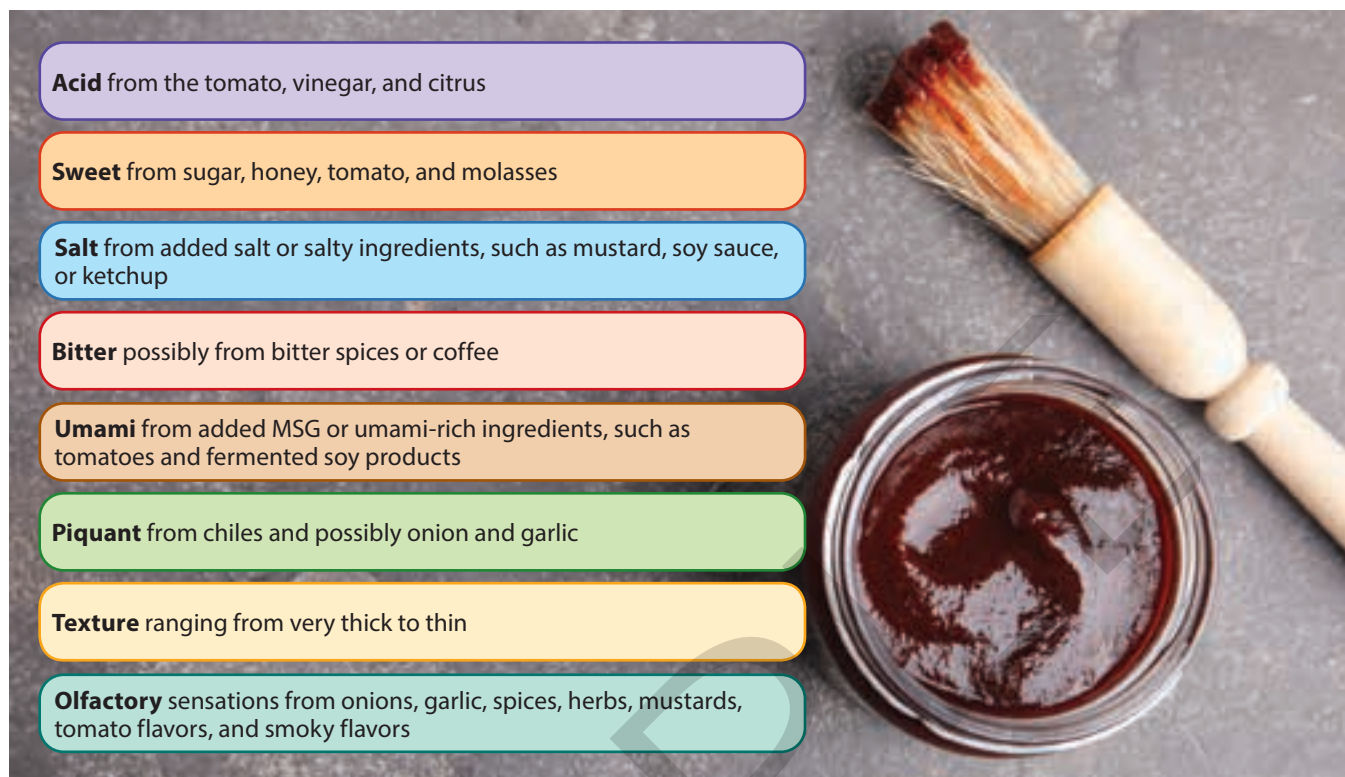 Acid from the tomato, vinegar, and citrus
Sweet from sugar, honey, tomato, and molasses
Salt from added salt or salty ingredients, such as mustard, soy sauce,
or ketchup
Bitter possibly from bitter spices or coffee
Umami from added MSG or umami-rich ingredients, such as
tomatoes and fermented soy products
Piquant from chiles and possibly onion and garlic
Texture ranging from very thick to thin
Olfactory sensations from onions, garlic, spices, herbs, mustards,
tomato flavors, and smoky flavors